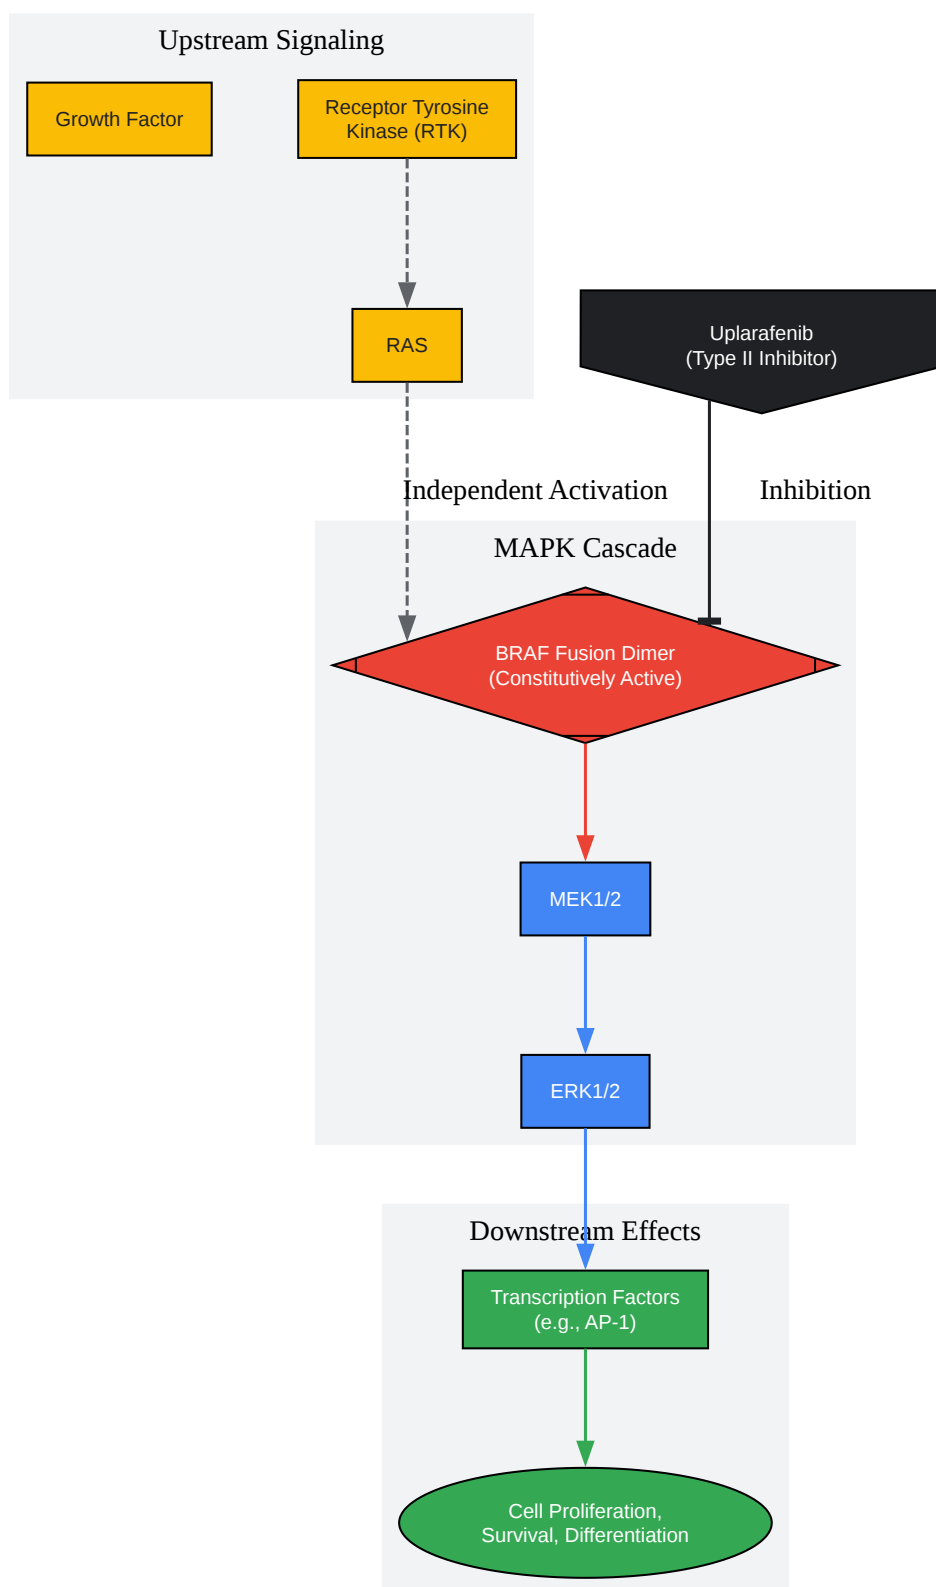 Upstream Signaling
Growth Factor
Receptor Tyrosine
Kinase (RTK)
RAS
Uplarafenib
(Type II Inhibitor)
Independent Activation
Inhibition
MAPK Cascade
BRAF Fusion Dimer
(Constitutively Active)
MEK1/2
ERK1/2
Downstream Effects
Transcription Factors
(e.g., AP-1)
Cell Proliferation,
Survival, Differentiation